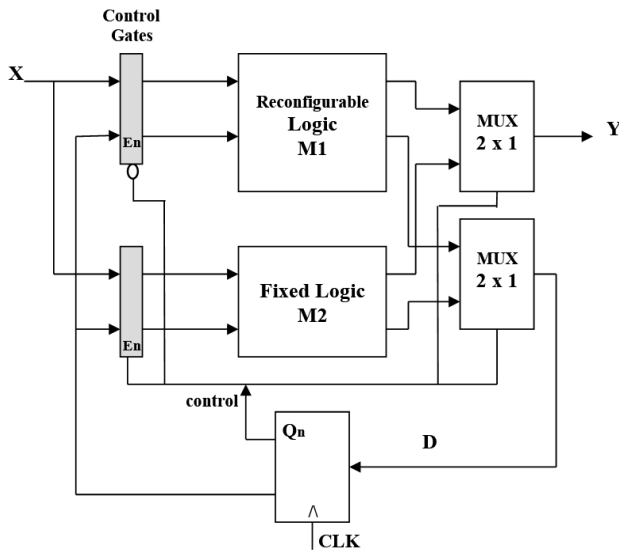 Control
Gates
X
En
Reconfigurable
Logic
M1
MUX
2 x 1
Y
En
Fixed Logic
M2
MUX
2 x 1
control
Qn
D
CLK